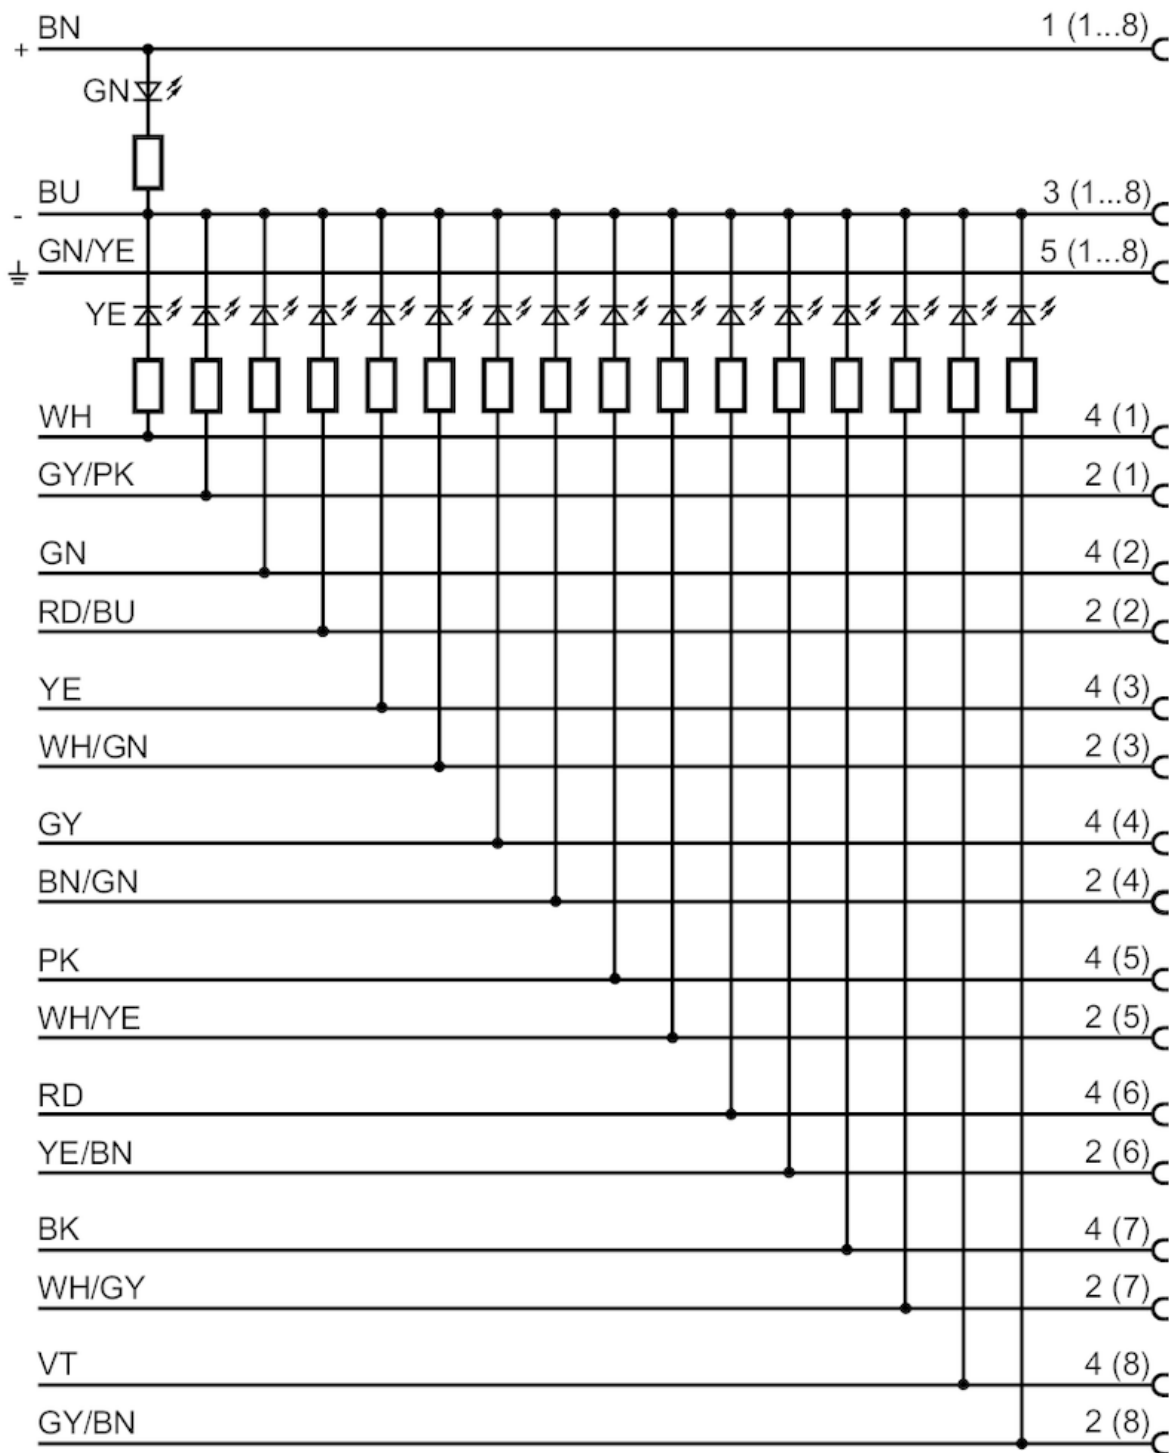 BN
1 (1...8)
+
GN
BU
3 (1...8)
-
GN/YE
5 (1...8)
YE
WH
4 (1)
GY/PK
2 (1)
GN
4 (2)
RD/BU
2 (2)
YE
4 (3)
WH/GN
2 (3)
GY
4 (4)
BN/GN
2 (4)
PK
4 (5)
WH/YE
2 (5)
RD
4 (6)
YE/BN
2 (6)
BK
4 (7)
WH/GY
2 (7)
VT
4 (8)
GY/BN
2 (8)